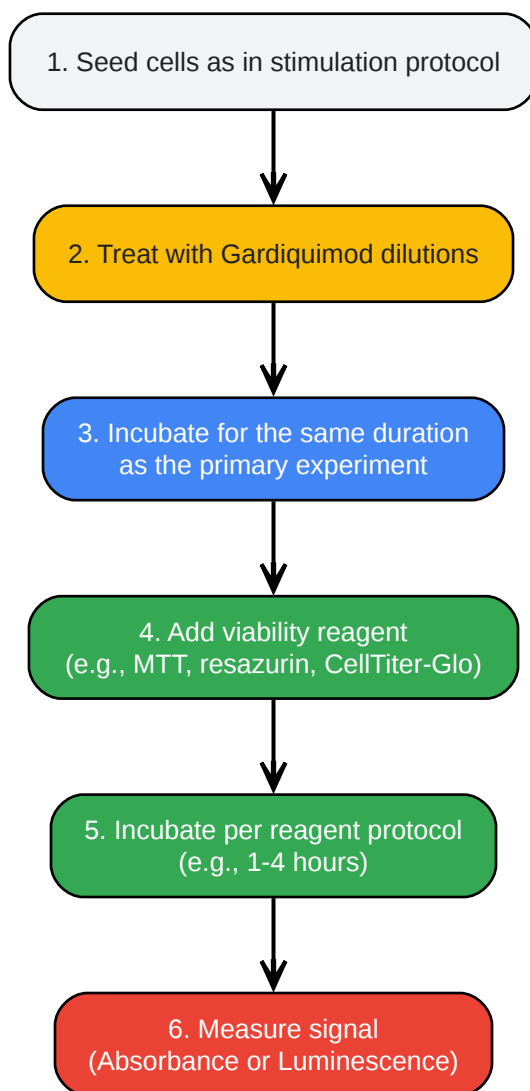 1. Seed cells as in stimulation protocol
2. Treat with Gardiquimod dilutions
3. Incubate for the same duration
as the primary experiment
4. Add viability reagent
(e.g., MTT, resazurin, CellTiter-Glo)
5. Incubate per reagent protocol
(e.g., 1-4 hours)
6. Measure signal
(Absorbance or Luminescence)